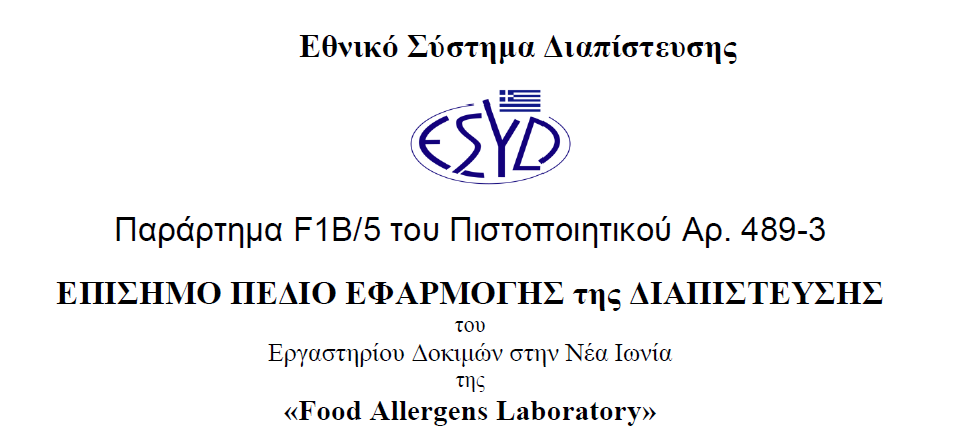 Εθνικό Σύστημα Διαπίστευσης
ESYD
Παράρτημα F1B/5 του Πιστοποιητικού Αρ. 489-3
ΕΠΙΣΗΜΟ ΠΕΔΙΟ ΕΦΑΡΜΟΓΗΣ της ΔΙΑΠΙΣΤΕΥΣΗΣ
του
Εργαστηρίου Δοκιμών στην Νέα Ιωνία
της
«Food Allergens Laboratory»